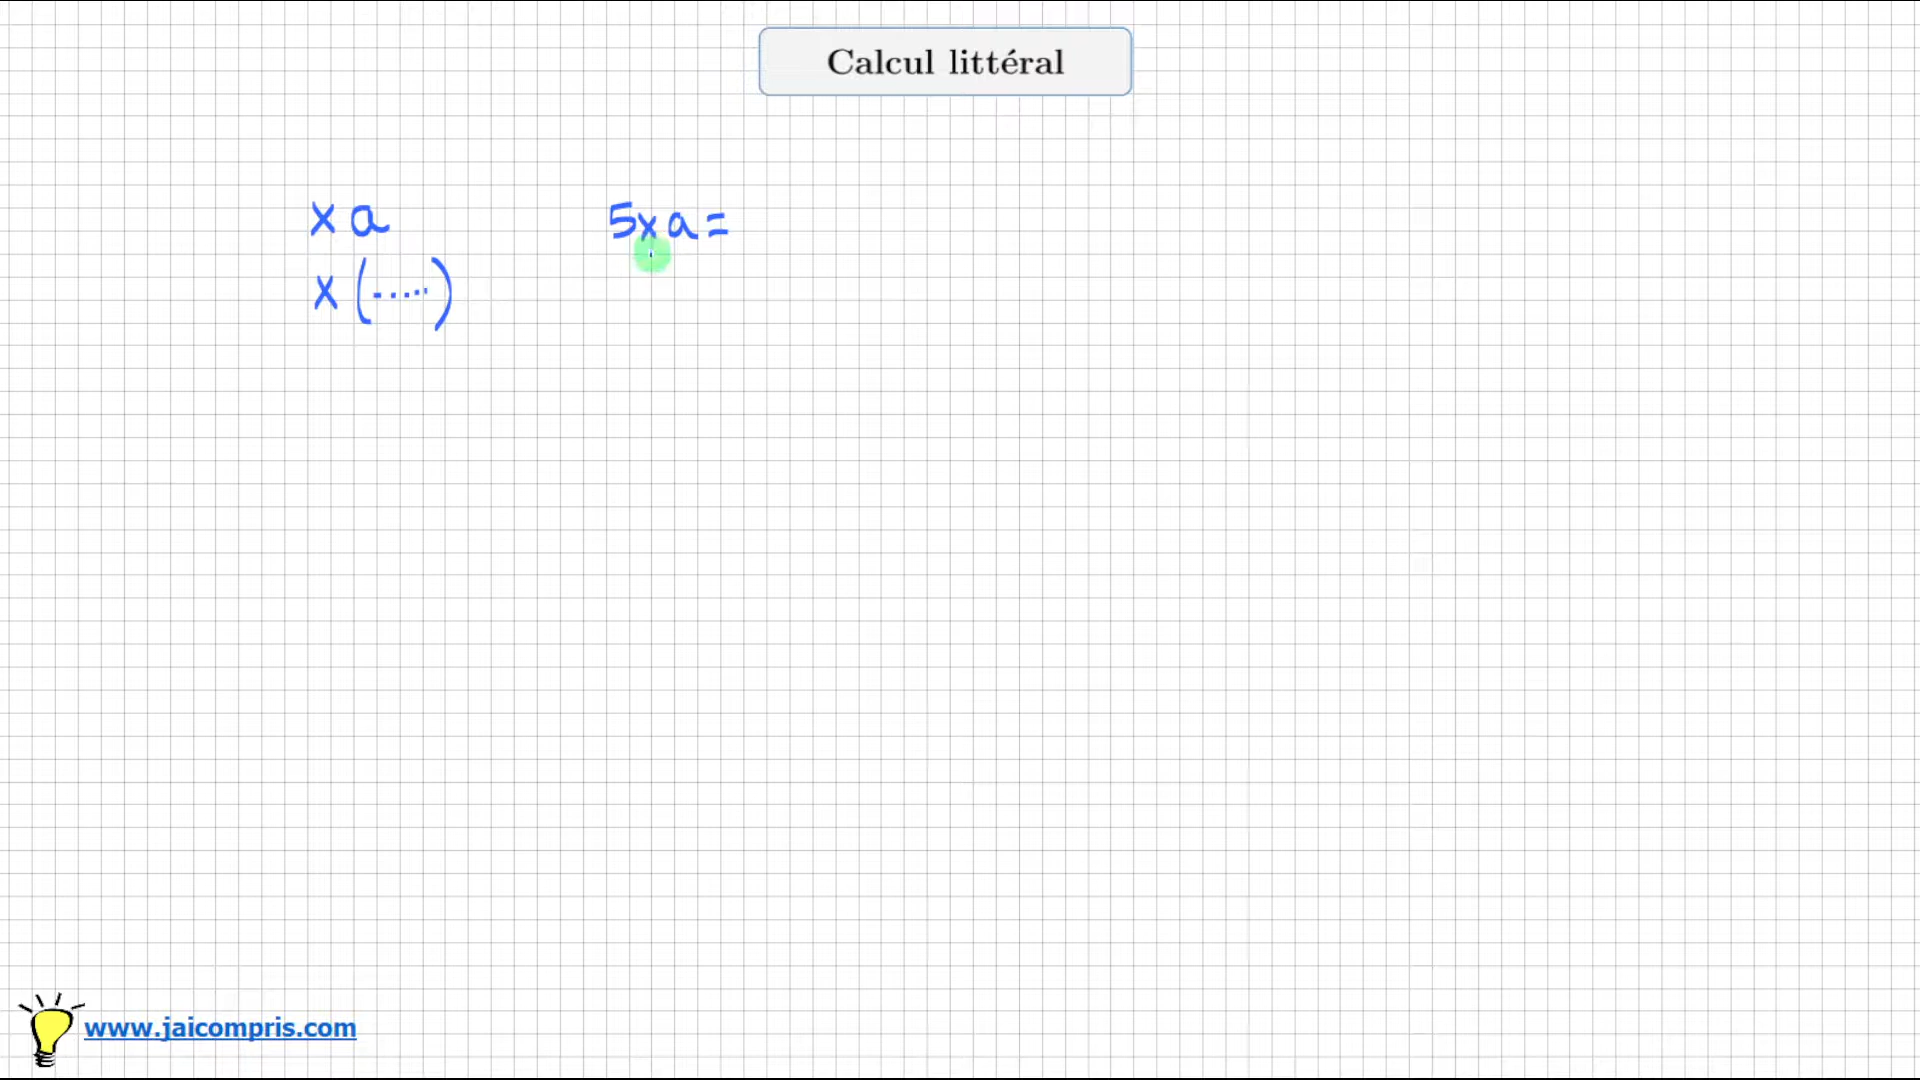 Calcul littéral
× a
5 × a =
× (.....)
www.jaicompris.com